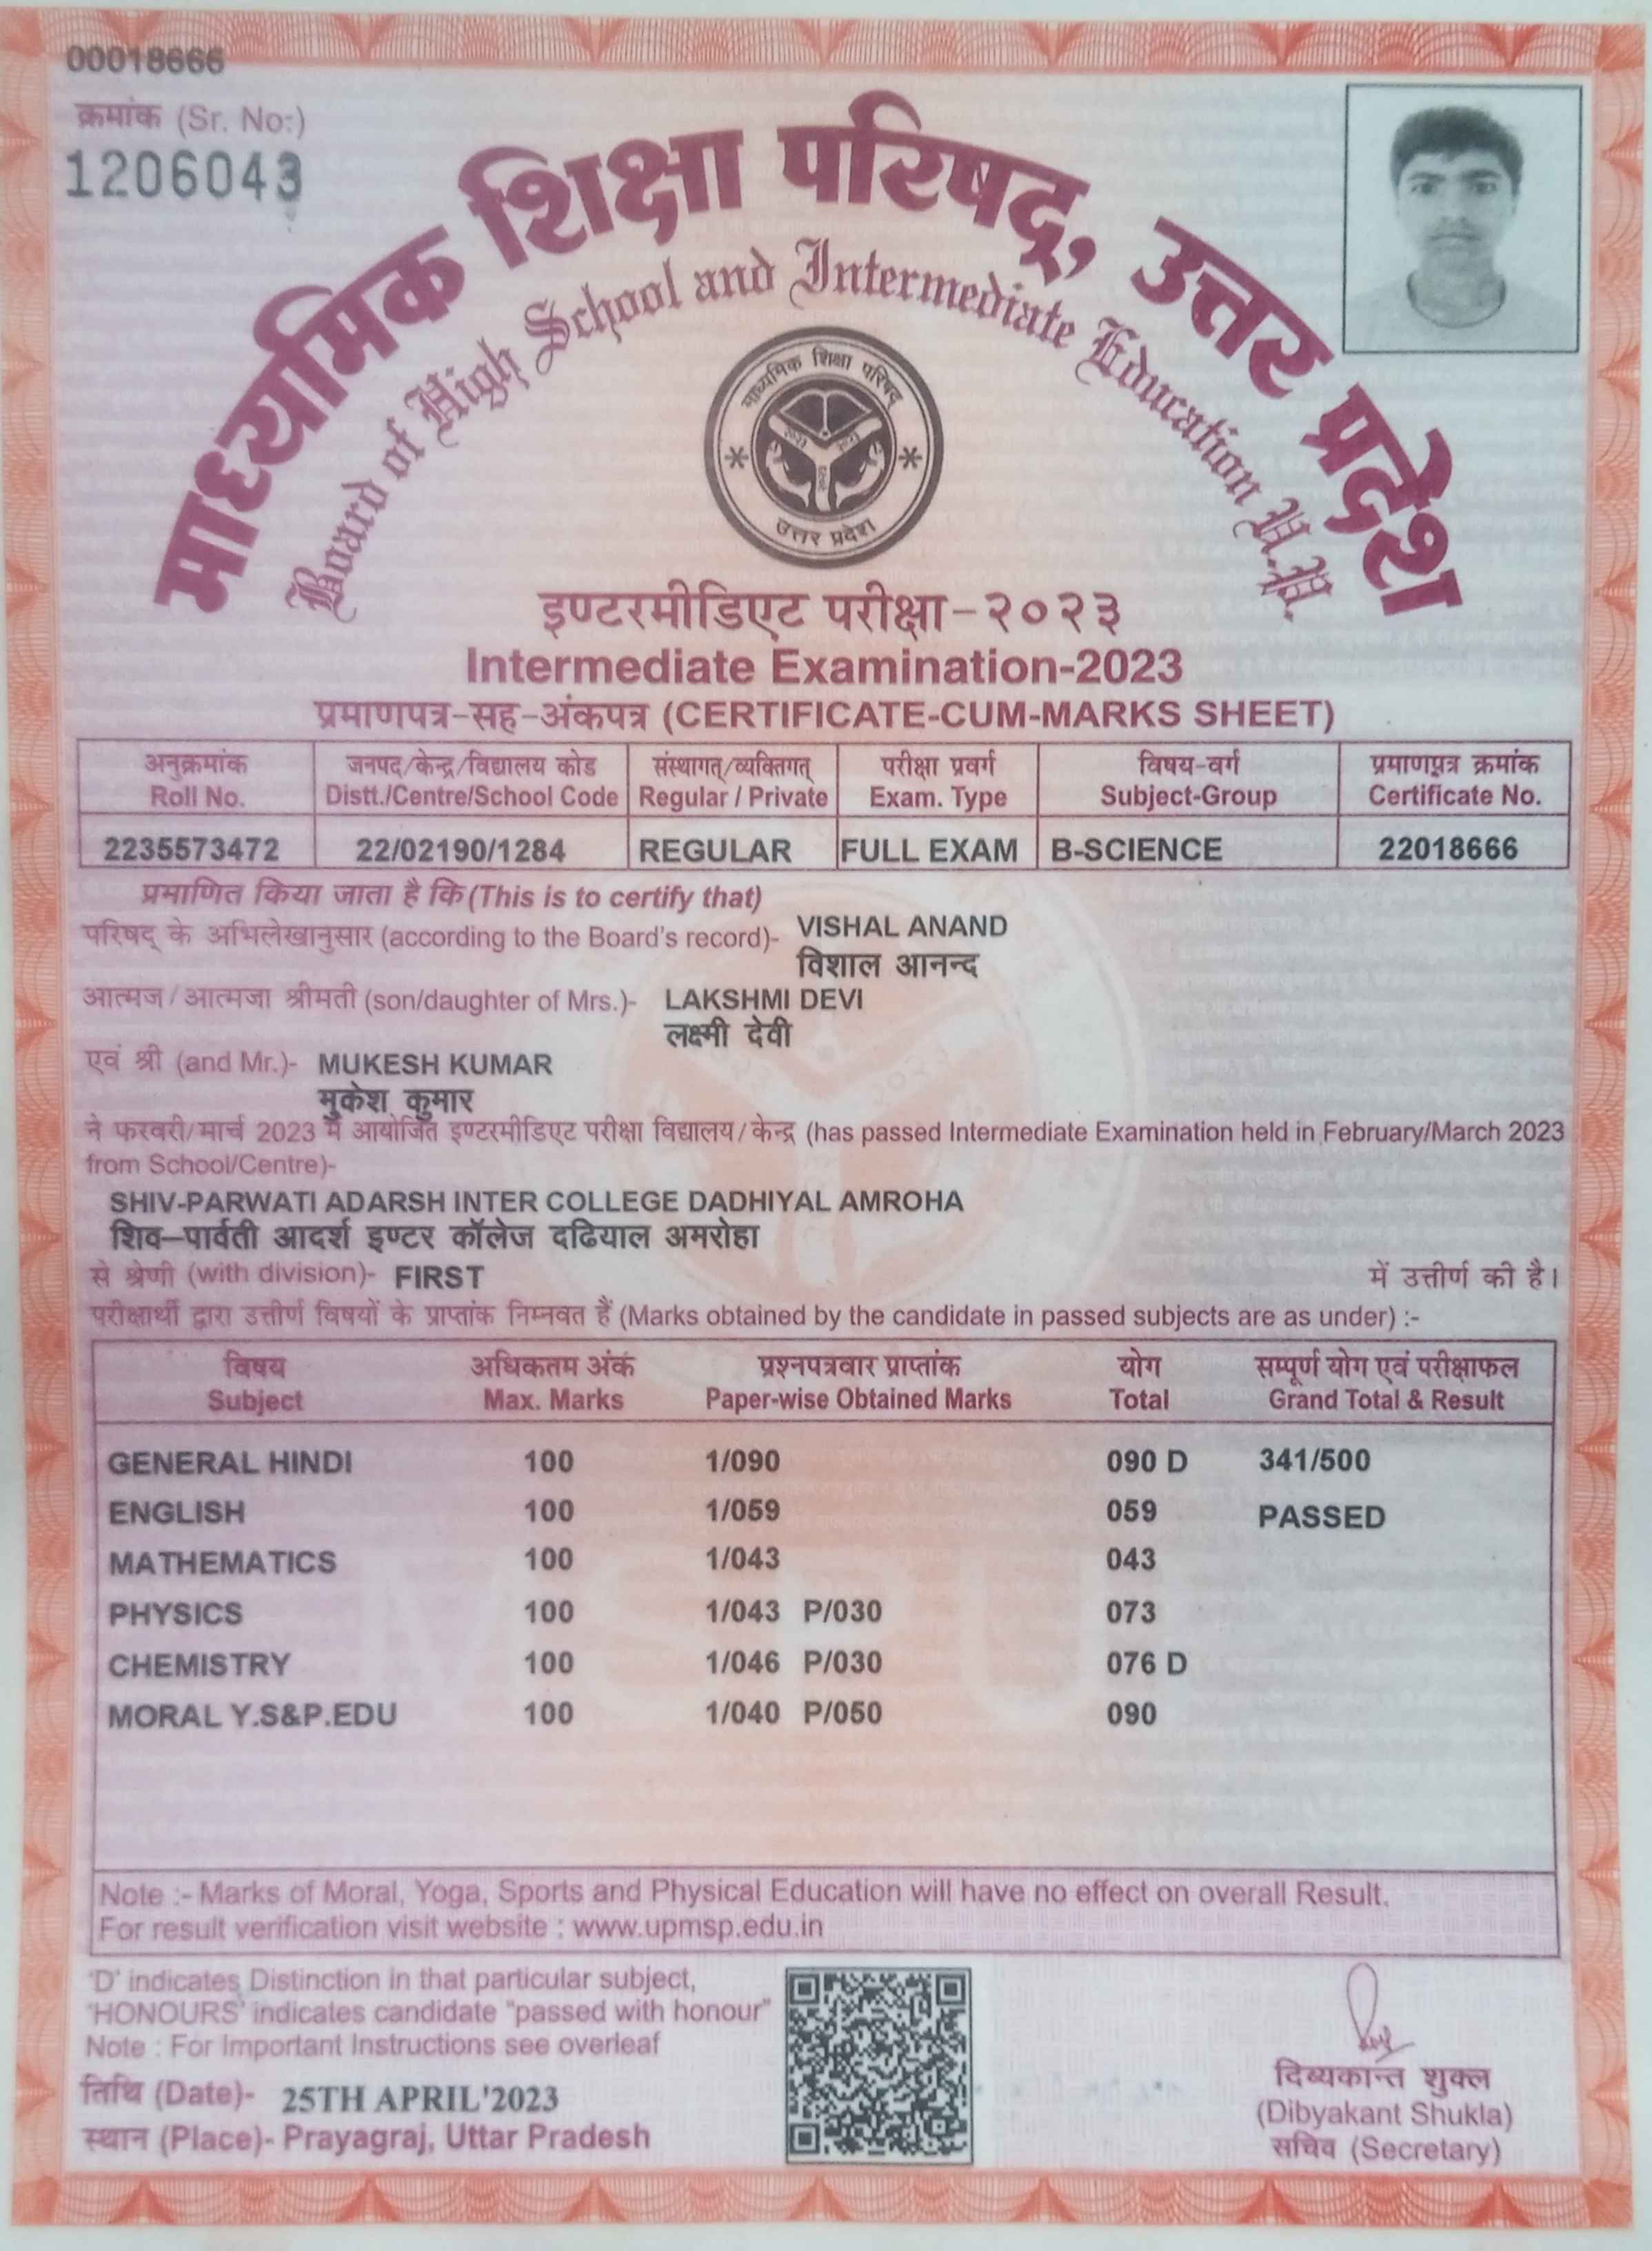 00018666
क्रमांक (Sr. No:)
1206043
माध्यमिक शिक्षा परिषद्, उत्तर प्रदेश
Board of High School and Intermediate Education U.P.
माध्यमिक शिक्षा परिषद्
उत्तर प्रदेश
इण्टरमीडिएट परीक्षा-२०२३
Intermediate Examination-2023
प्रमाणपत्र-सह-अंकपत्र (CERTIFICATE-CUM-MARKS SHEET)
अनुक्रमांक जनपद/केन्द्र/विद्यालय कोड संस्थागत/व्यक्तिगत् परीक्षा प्रवर्ग विषय-वर्ग प्रमाणपत्र क्रमांक
Roll No. Distt./Centre/School Code Regular / Private Exam. Type Subject-Group Certificate No.
2235573472 22/02190/1284 REGULAR FULL EXAM B-SCIENCE 22018666
प्रमाणित किया जाता है कि (This is to certify that)
परिषद् के अभिलेखानुसार (according to the Board's record)- VISHAL ANAND
विशाल आनन्द
आत्मज/आत्मजा श्रीमती (son/daughter of Mrs.)- LAKSHMI DEVI
लक्ष्मी देवी
एवं श्री (and Mr.)- MUKESH KUMAR
मुकेश कुमार
ने फरवरी/मार्च 2023 में आयोजित इण्टरमीडिएट परीक्षा विद्यालय/केन्द्र (has passed Intermediate Examination held in February/March 2023
from School/Centre)-
SHIV-PARWATI ADARSH INTER COLLEGE DADHIYAL AMROHA
शिव–पार्वती आदर्श इण्टर कॉलेज दढियाल अमरोहा
से श्रेणी (with division)- FIRST में उत्तीर्ण की है।
परीक्षार्थी द्वारा उत्तीर्ण विषयों के प्राप्तांक निम्नवत हैं (Marks obtained by the candidate in passed subjects are as under) :-
विषय अधिकतम अंक प्रश्नपत्रवार प्राप्तांक योग सम्पूर्ण योग एवं परीक्षाफल
Subject Max. Marks Paper-wise Obtained Marks Total Grand Total & Result
GENERAL HINDI 100 1/090 090 D 341/500
ENGLISH 100 1/059 059 PASSED
MATHEMATICS 100 1/043 043
PHYSICS 100 1/043 P/030 073
CHEMISTRY 100 1/046 P/030 076 D
MORAL Y.S&P.EDU 100 1/040 P/050 090
Note :- Marks of Moral, Yoga, Sports and Physical Education will have no effect on overall Result.
For result verification visit website : www.upmsp.edu.in
'D' indicates Distinction in that particular subject,
'HONOURS' indicates candidate "passed with honour"
Note : For Important Instructions see overleaf
तिथि (Date)- 25TH APRIL'2023
स्थान (Place)- Prayagraj, Uttar Pradesh
दिब्यकान्त शुक्ल
(Dibyakant Shukla)
सचिव (Secretary)